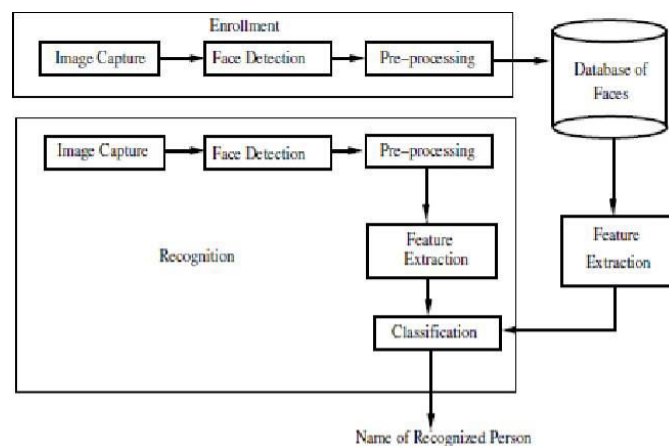 Enrollment
Image Capture
Face Detection
Pre-processing
Database of
Faces
Image Capture
Face Detection
Pre-processing
Feature
Extraction
Recognition
Feature
Extraction
Classification
Name of Recognized Person